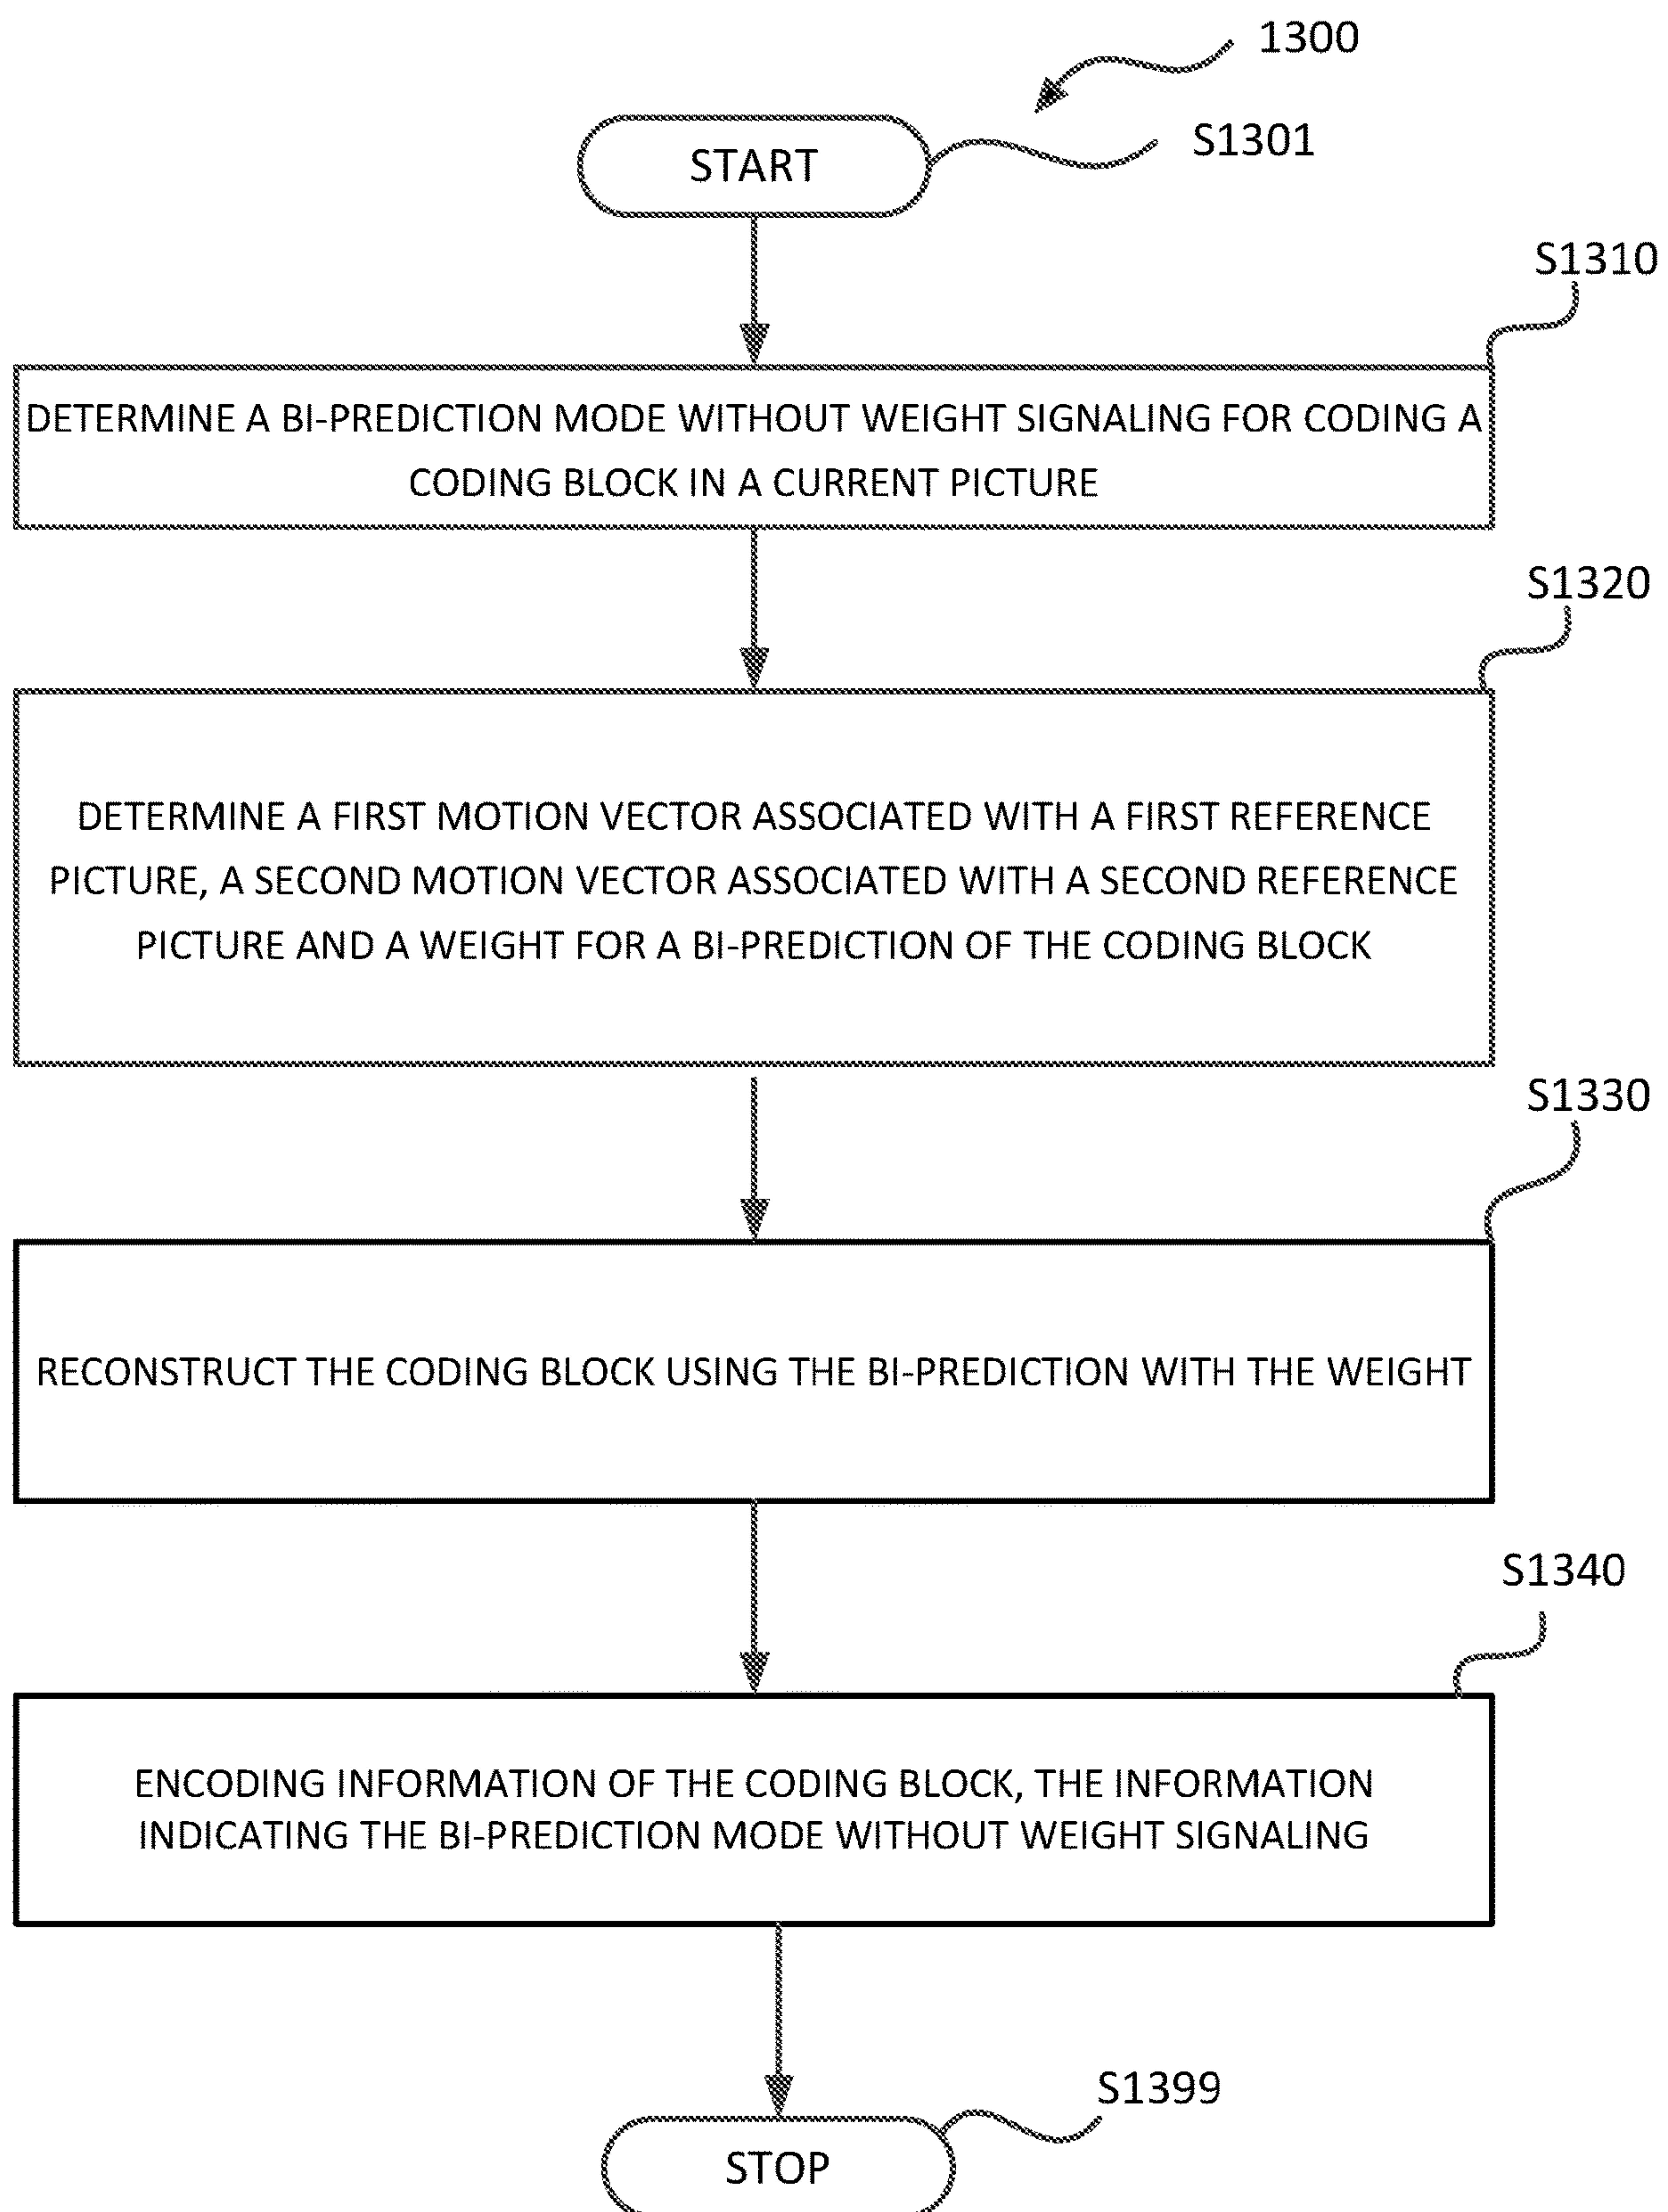 1300
START
S1301
S1310
DETERMINE A BI-PREDICTION MODE WITHOUT WEIGHT SIGNALING FOR CODING A
CODING BLOCK IN A CURRENT PICTURE
S1320
DETERMINE A FIRST MOTION VECTOR ASSOCIATED WITH A FIRST REFERENCE
PICTURE, A SECOND MOTION VECTOR ASSOCIATED WITH A SECOND REFERENCE
PICTURE AND A WEIGHT FOR A BI-PREDICTION OF THE CODING BLOCK
S1330
RECONSTRUCT THE CODING BLOCK USING THE BI-PREDICTION WITH THE WEIGHT
S1340
ENCODING INFORMATION OF THE CODING BLOCK, THE INFORMATION
INDICATING THE BI-PREDICTION MODE WITHOUT WEIGHT SIGNALING
S1399
STOP